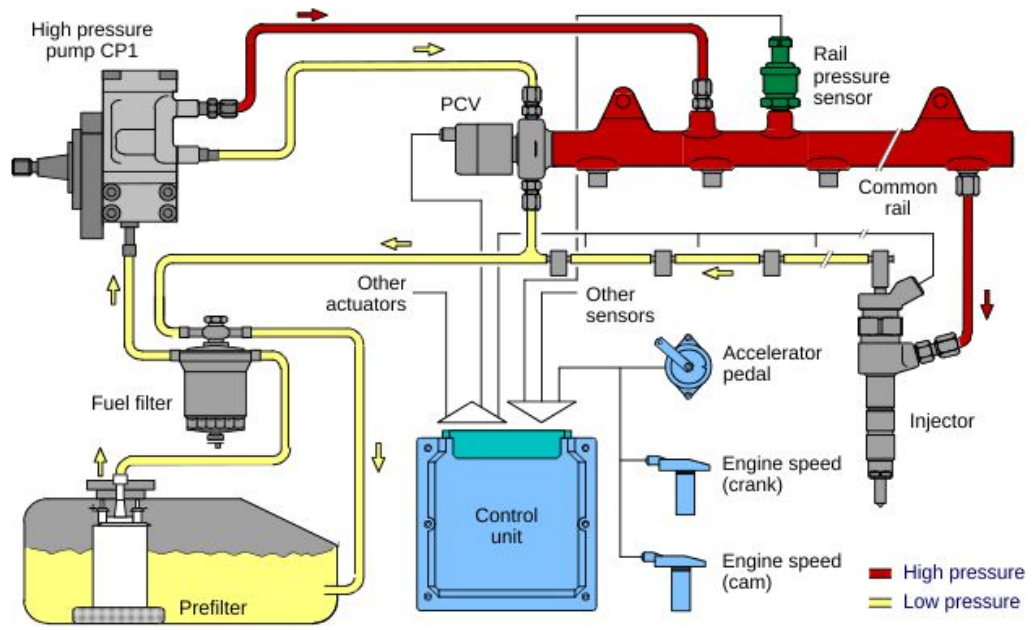 High pressure
pump CP1
PCV
Rail
pressure
sensor
Common
rail
Other
actuators
Other
sensors
Accelerator
pedal
Fuel filter
Injector
Engine speed
(crank)
Control
unit
Engine speed
(cam)
Prefilter
High pressure
Low pressure